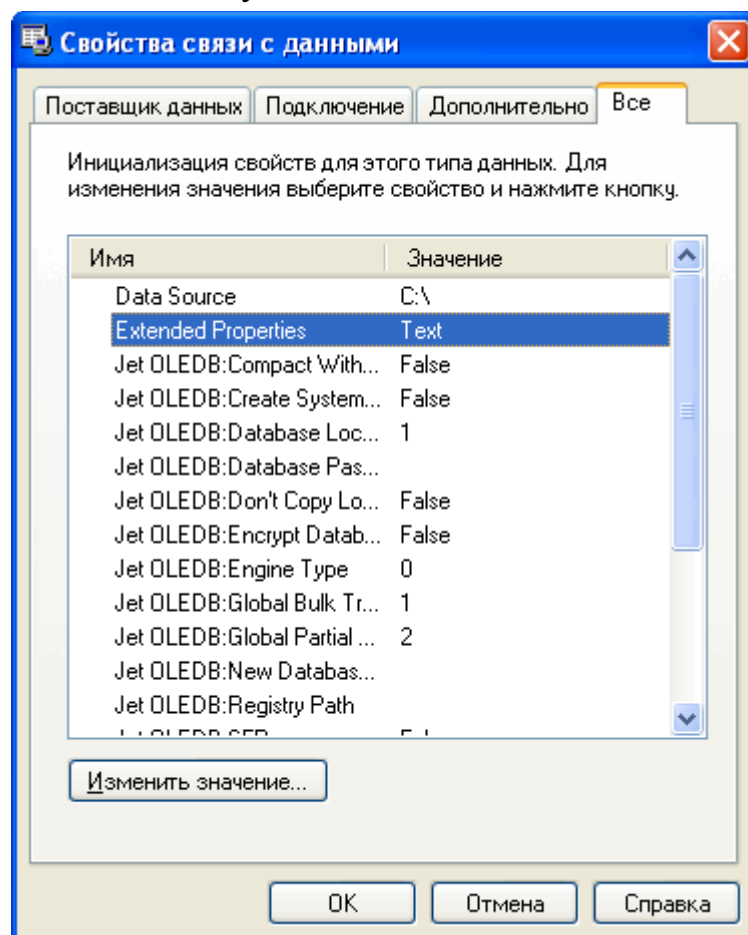 Свойства связи с данными
Поставщик данных Подключение Дополнительно Все
Инициализация свойств для этого типа данных. Для
изменения значения выберите свойство и нажмите кнопку.
Имя Значение
Data Source C:\
Extended Properties Text
Jet OLEDB:Compact With... False
Jet OLEDB:Create System... False
Jet OLEDB:Database Loc... 1
Jet OLEDB:Database Pas...
Jet OLEDB:Don't Copy Lo... False
Jet OLEDB:Encrypt Datab... False
Jet OLEDB:Engine Type 0
Jet OLEDB:Global Bulk Tr... 1
Jet OLEDB:Global Partial ... 2
Jet OLEDB:New Databas...
Jet OLEDB:Registry Path
Изменить значение...
OK Отмена Справка